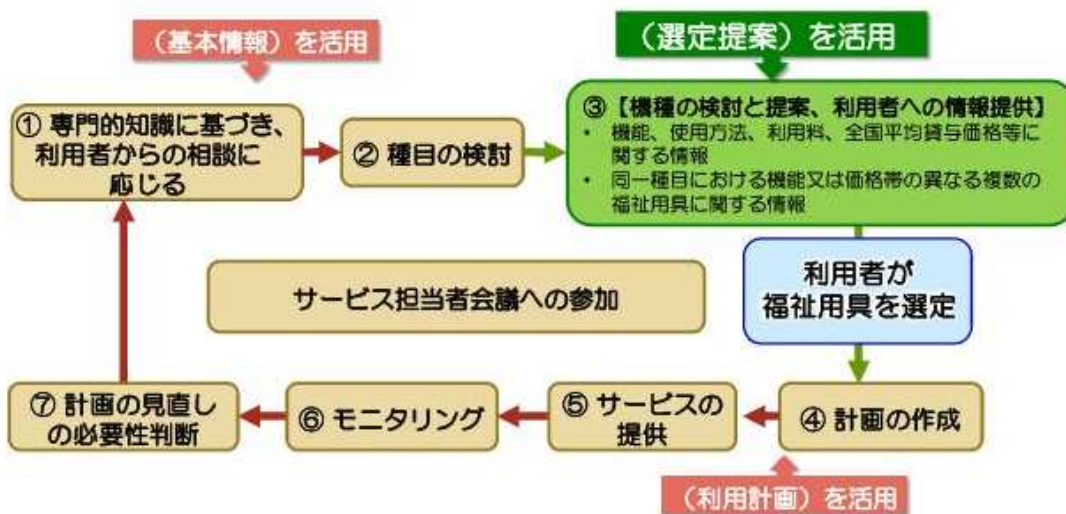 （基本情報）を活用
（選定提案）を活用
① 専門的知識に基づき、
利用者からの相談に
応じる
② 種目の検討
③【機種の検討と提案、利用者への情報提供】
• 機能、使用方法、利用料、全国平均貸与価格等に
関する情報
• 同一種目における機能又は価格帯の異なる複数の
福祉用具に関する情報
利用者が
福祉用具を選定
サービス担当者会議への参加
④ 計画の作成
⑤ サービスの
提供
⑥ モニタリング
⑦ 計画の見直し
の必要性判断
（利用計画）を活用